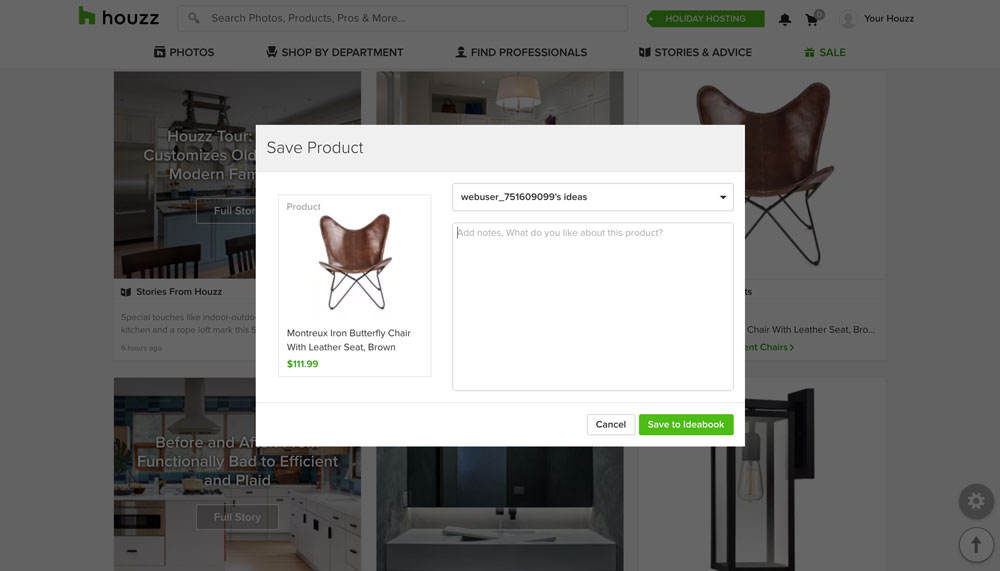 houzz
Search Photos, Products, Pros & More...
HOLIDAY HOSTING
0
Your Houzz
PHOTOS
SHOP BY DEPARTMENT
FIND PROFESSIONALS
STORIES & ADVICE
SALE
Houzz Tour:
Customizes Old
Modern Fam
Full Stor
Stories From Houzz
Special touches like indoor-outdo
kitchen and a rope loft mark this S
6 hours ago
Save Product
Product
Montreux Iron Butterfly Chair
With Leather Seat, Brown
$111.99
webuser_751609099's ideas
Add notes, What do you like about this product?
Cancel
Save to Ideabook
ts
Chair With Leather Seat, Bro...
ent Chairs >
Before and Af
Functionally Bad to Efficient
and Plaid
Full Story